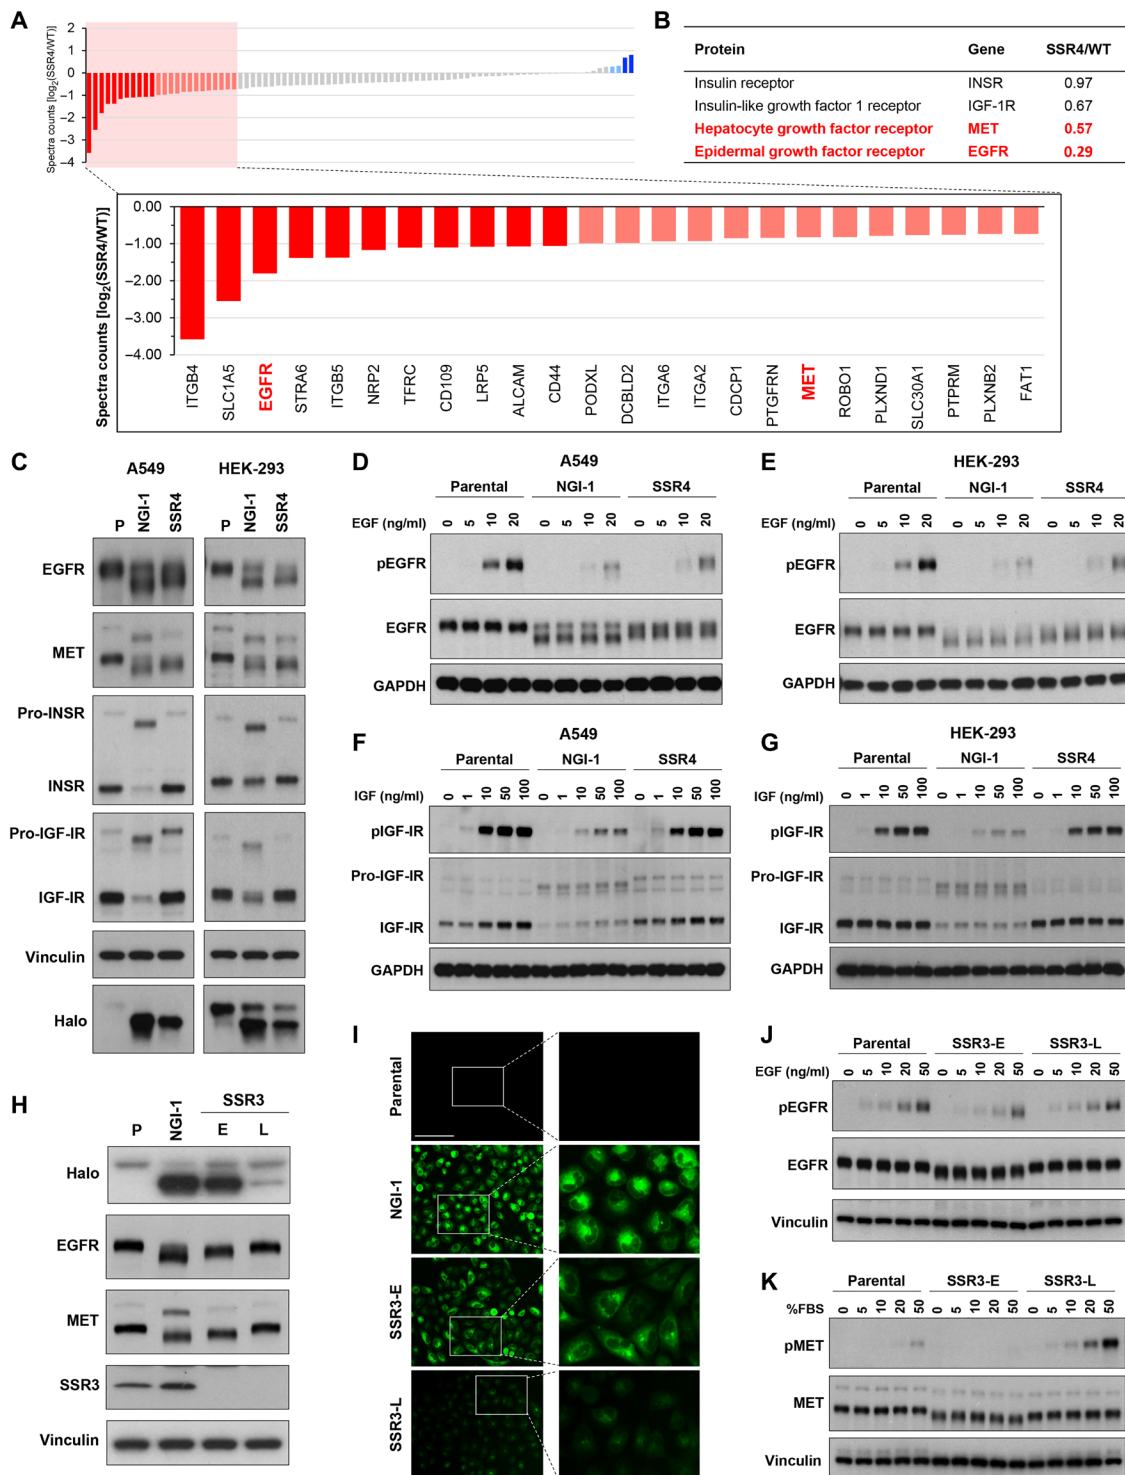 A
Spectra counts [log2(SSR4/WT)]
2
1
0
−1
−2
−3
−4
B
Protein Gene SSR4/WT
Insulin receptor INSR 0.97
Insulin-like growth factor 1 receptor IGF-1R 0.67
Hepatocyte growth factor receptor MET 0.57
Epidermal growth factor receptor EGFR 0.29
Spectra counts [log2(SSR4/WT)]
0.00
−1.00
−2.00
−3.00
−4.00
ITGB4 SLC1A5 EGFR STRA6 ITGB5 NRP2 TFRC CD109 LRP5 ALCAM CD44 PODXL DCBLD2 ITGA6 ITGA2 CDCP1 PTGFRN MET ROBO1 PLXND1 SLC30A1 PTPRM PLXNB2 FAT1
C
A549 HEK-293
P NGI-1 SSR4 P NGI-1 SSR4
EGFR
MET
Pro-INSR
INSR
Pro-IGF-IR
IGF-IR
Vinculin
Halo
D
A549
Parental NGI-1 SSR4
EGF (ng/ml) 0 5 10 20 0 5 10 20 0 5 10 20
pEGFR
EGFR
GAPDH
E
HEK-293
Parental NGI-1 SSR4
EGF (ng/ml) 0 5 10 20 0 5 10 20 0 5 10 20
pEGFR
EGFR
GAPDH
F
A549
Parental NGI-1 SSR4
IGF (ng/ml) 0 1 10 50 100 0 1 10 50 100 0 1 10 50 100
pIGF-IR
Pro-IGF-IR
IGF-IR
GAPDH
G
HEK-293
Parental NGI-1 SSR4
IGF (ng/ml) 0 1 10 50 100 0 1 10 50 100 0 1 10 50 100
pIGF-IR
Pro-IGF-IR
IGF-IR
GAPDH
H
SSR3
P NGI-1 E L
Halo
EGFR
MET
SSR3
Vinculin
I
Parental
NGI-1
SSR3-E
SSR3-L
J
Parental SSR3-E SSR3-L
EGF (ng/ml) 0 5 10 20 50 0 5 10 20 50 0 5 10 20 50
pEGFR
EGFR
Vinculin
K
Parental SSR3-E SSR3-L
%FBS 0 5 10 20 50 0 5 10 20 50 0 5 10 20 50
pMET
MET
Vinculin